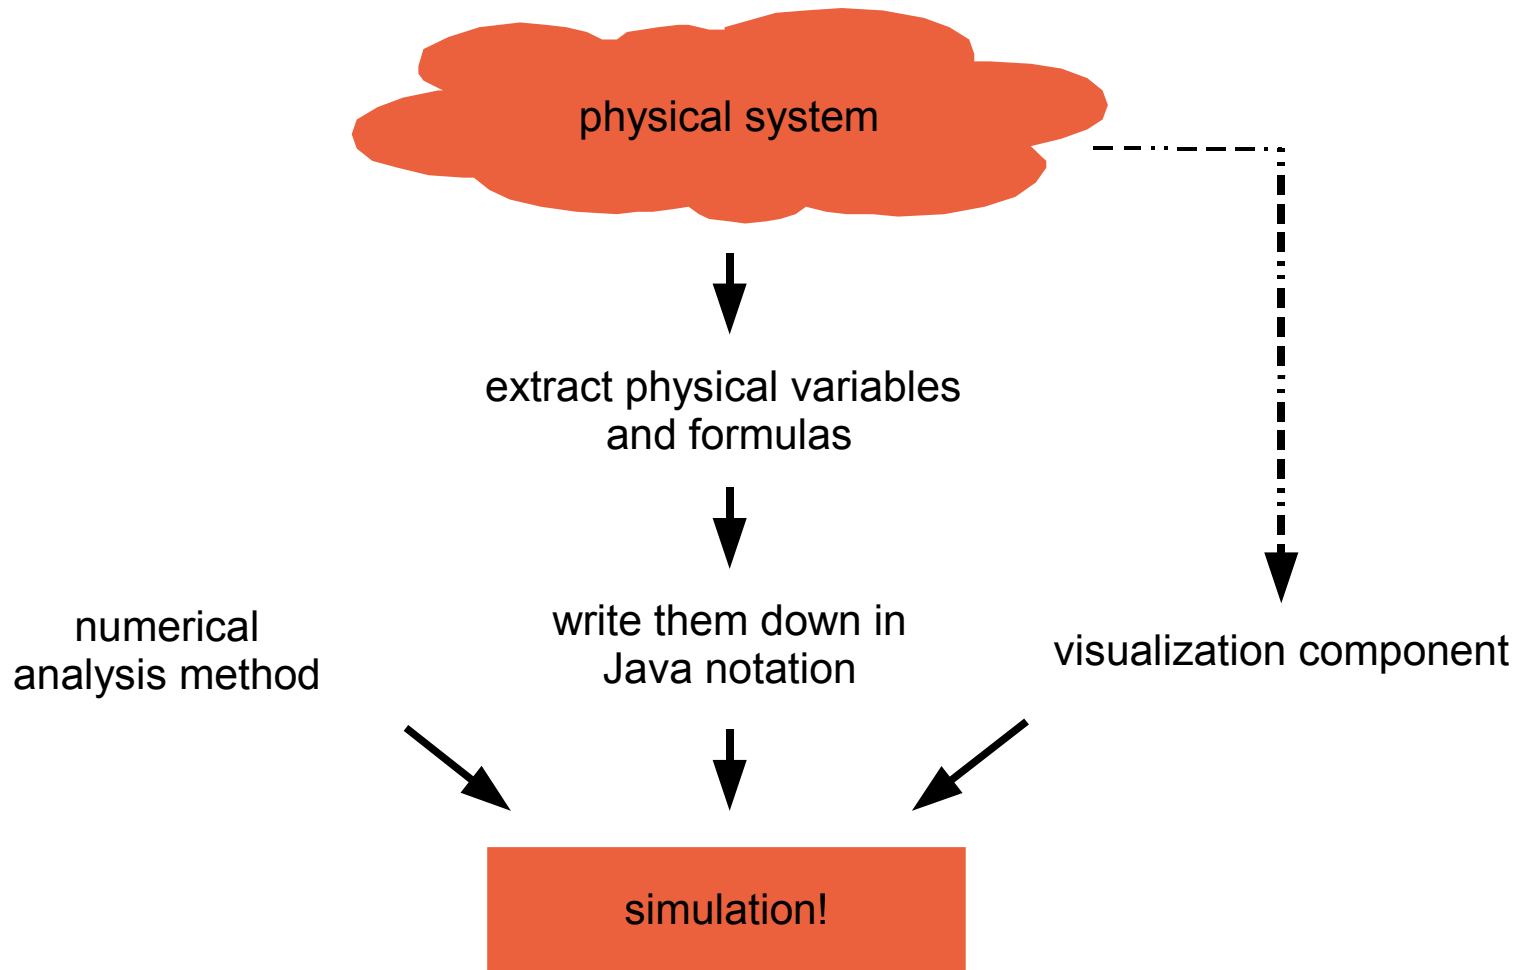 physical system
extract physical variables
and formulas
numerical
analysis method
write them down in
Java notation
visualization component
simulation!